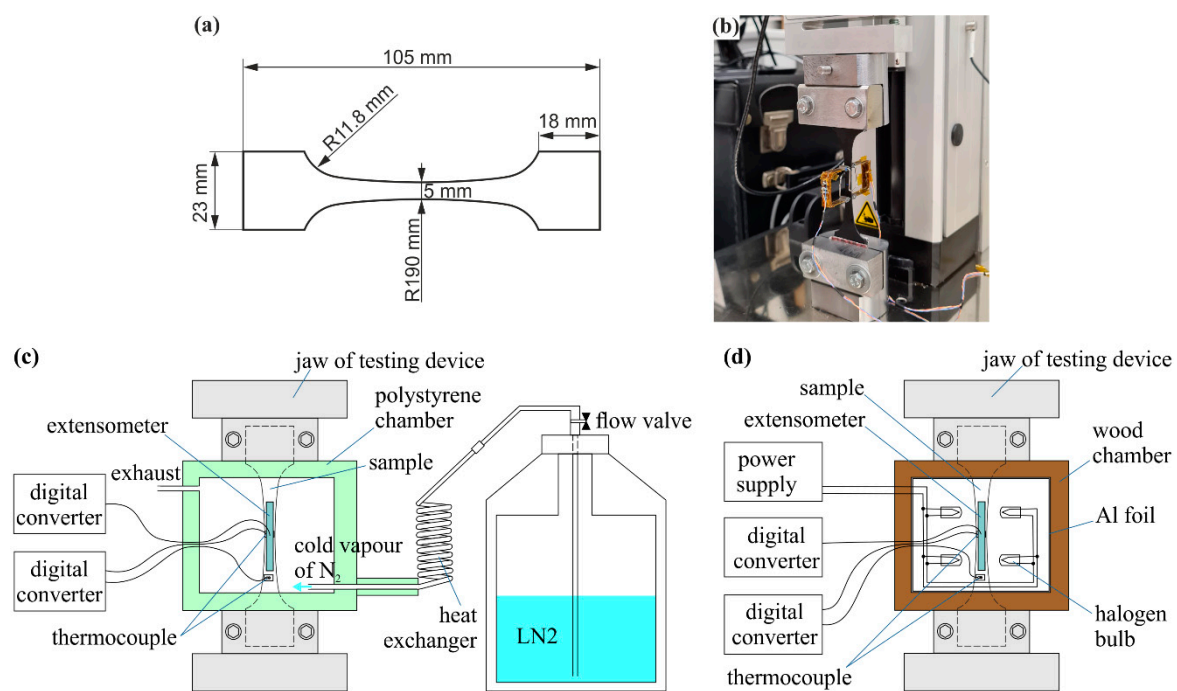 (a)
105 mm
R11.8 mm
18 mm
23 mm
5 mm
R190 mm
(b)
(c)
jaw of testing device
polystyrene
chamber
extensometer
sample
exhaust
digital
converter
digital
converter
thermocouple
cold vapour
of N2
heat
exchanger
flow valve
LN2
(d)
jaw of testing device
sample
extensometer
wood
chamber
power
supply
Al foil
digital
converter
digital
converter
halogen
bulb
thermocouple